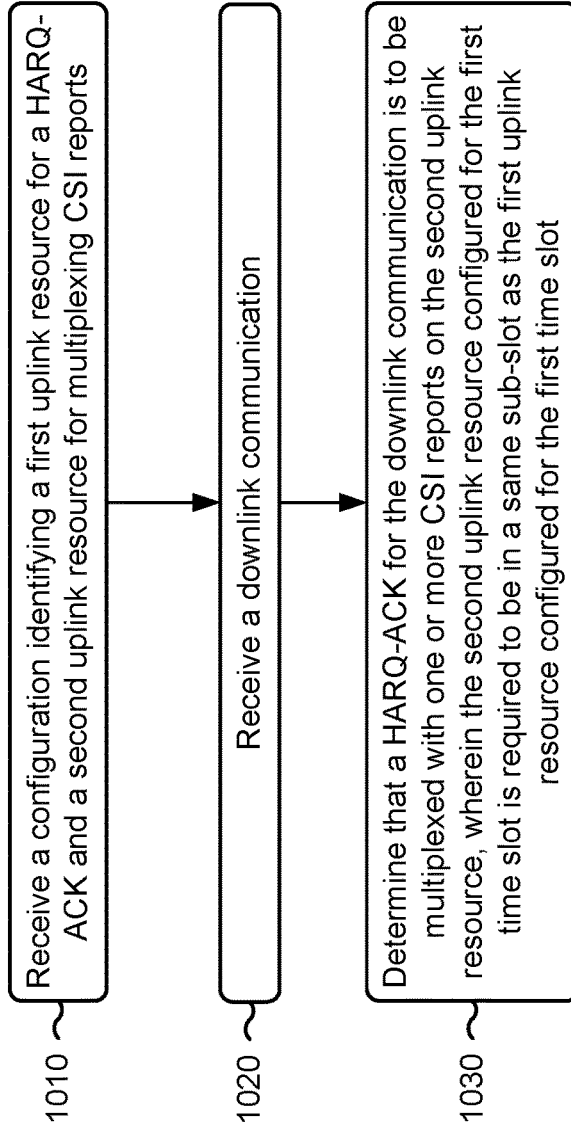 1010
Receive a configuration identifying a first uplink resource for a HARQ-
ACK and a second uplink resource for multiplexing CSI reports
1020
Receive a downlink communication
1030
Determine that a HARQ-ACK for the downlink communication is to be
multiplexed with one or more CSI reports on the second uplink
resource, wherein the second uplink resource configured for the first
time slot is required to be in a same sub-slot as the first uplink
resource configured for the first time slot